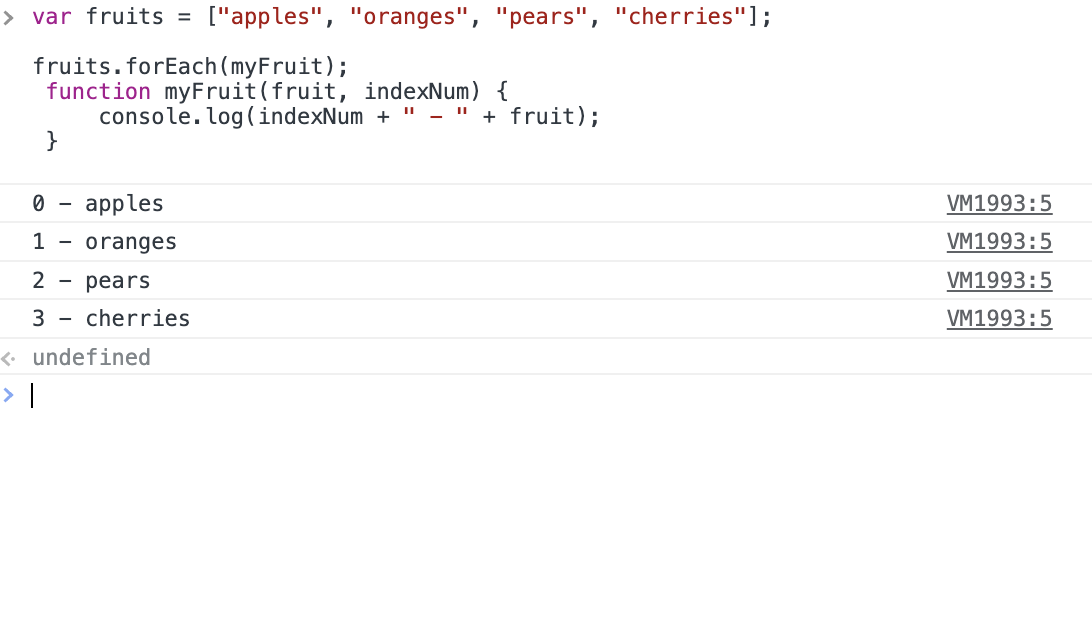 var fruits = ["apples", "oranges", "pears", "cherries"];
fruits.forEach(myFruit);
function myFruit(fruit, indexNum) {
console.log(indexNum + " – " + fruit);
}
0 – apples VM1993:5
1 – oranges VM1993:5
2 – pears VM1993:5
3 – cherries VM1993:5
undefined